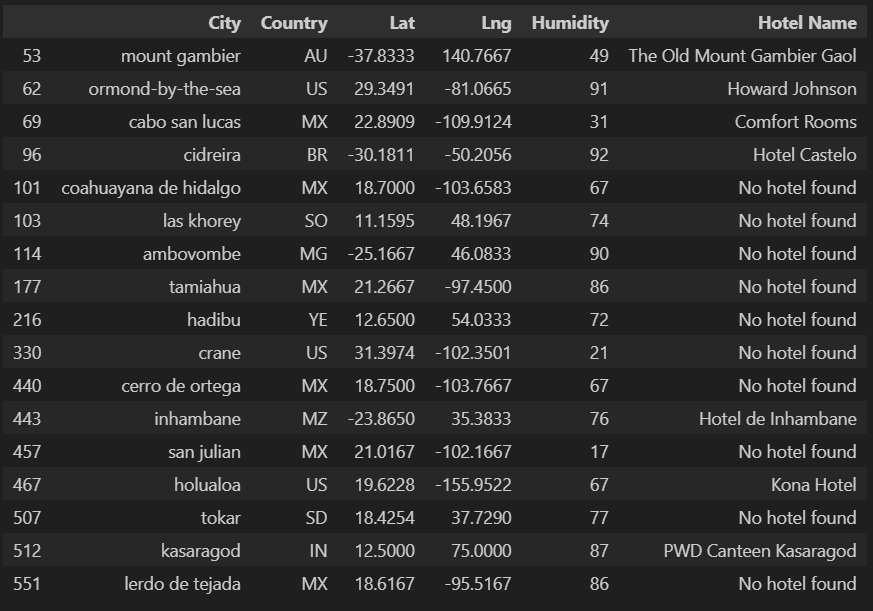 City Country Lat Lng Humidity Hotel Name
53 mount gambier AU -37.8333 140.7667 49 The Old Mount Gambier Gaol
62 ormond-by-the-sea US 29.3491 -81.0665 91 Howard Johnson
69 cabo san lucas MX 22.8909 -109.9124 31 Comfort Rooms
96 cidreira BR -30.1811 -50.2056 92 Hotel Castelo
101 coahuayana de hidalgo MX 18.7000 -103.6583 67 No hotel found
103 las khorey SO 11.1595 48.1967 74 No hotel found
114 ambovombe MG -25.1667 46.0833 90 No hotel found
177 tamiahua MX 21.2667 -97.4500 86 No hotel found
216 hadibu YE 12.6500 54.0333 72 No hotel found
330 crane US 31.3974 -102.3501 21 No hotel found
440 cerro de ortega MX 18.7500 -103.7667 67 No hotel found
443 inhambane MZ -23.8650 35.3833 76 Hotel de Inhambane
457 san julian MX 21.0167 -102.1667 17 No hotel found
467 holualoa US 19.6228 -155.9522 67 Kona Hotel
507 tokar SD 18.4254 37.7290 77 No hotel found
512 kasaragod IN 12.5000 75.0000 87 PWD Canteen Kasaragod
551 lerdo de tejada MX 18.6167 -95.5167 86 No hotel found